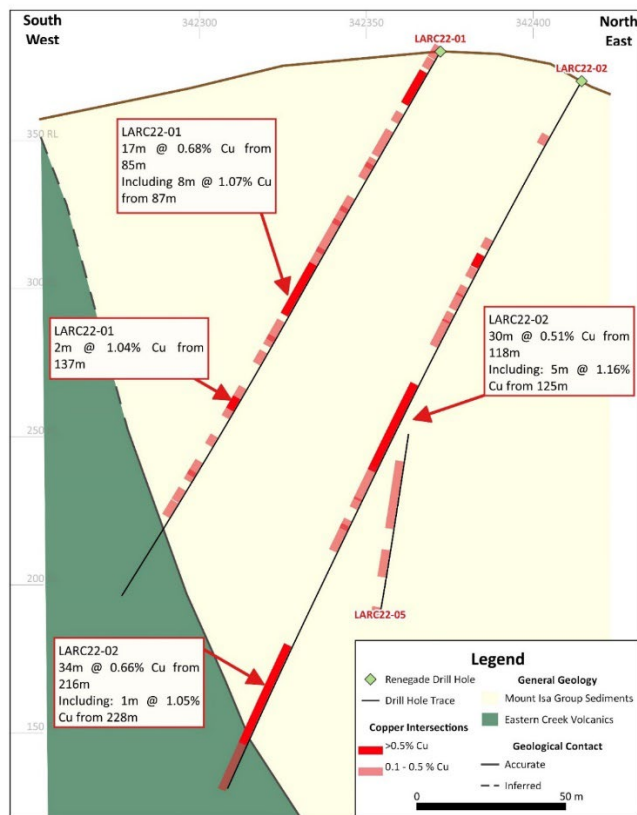 South
West
342300
342350
342400
North
East
LARC22-01
LARC22-02
350 RL
LARC22-01
17m @ 0.68% Cu from
85m
Including 8m @ 1.07% Cu
from 87m
300
LARC22-02
30m @ 0.51% Cu from
118m
Including: 5m @ 1.16%
Cu from 125m
LARC22-01
2m @ 1.04% Cu from
137m
250
200
LARC22-05
LARC22-02
34m @ 0.66% Cu from
216m
Including: 1m @ 1.05%
Cu from 228m
150
Legend
Renegade Drill Hole
Drill Hole Trace
Copper Intersections
>0.5% Cu
0.1 - 0.5 % Cu
General Geology
Mount Isa Group Sediments
Eastern Creek Volcanics
Geological Contact
Accurate
Inferred
0
50 m